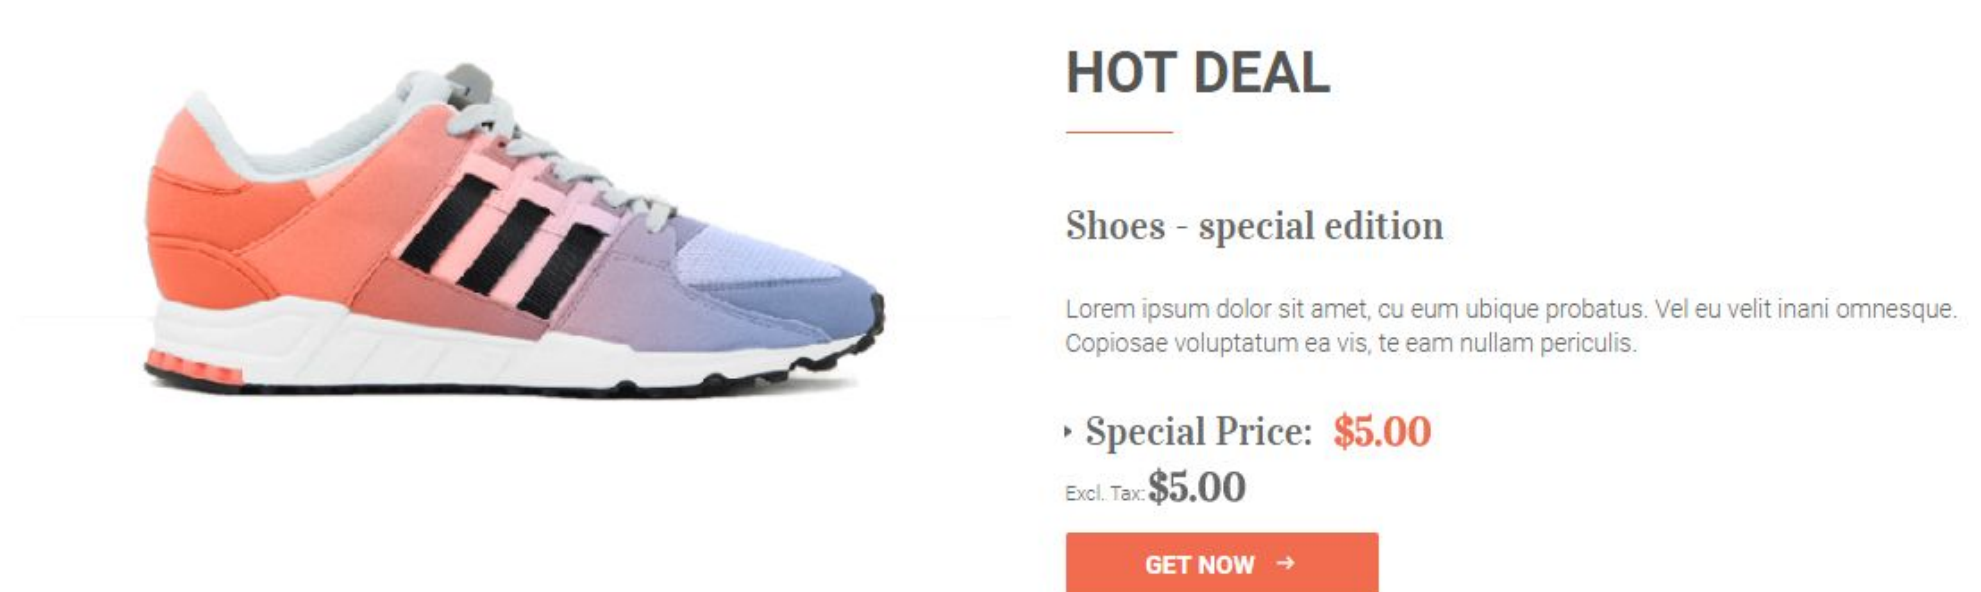 HOT DEAL
Shoes - special edition
Lorem ipsum dolor sit amet, cu eum ubique probatus. Vel eu velit inani omnesque.
Copiosae voluptatum ea vis, te eam nullam periculis.
Special Price: $5.00
Excl. Tax: $5.00
GET NOW →